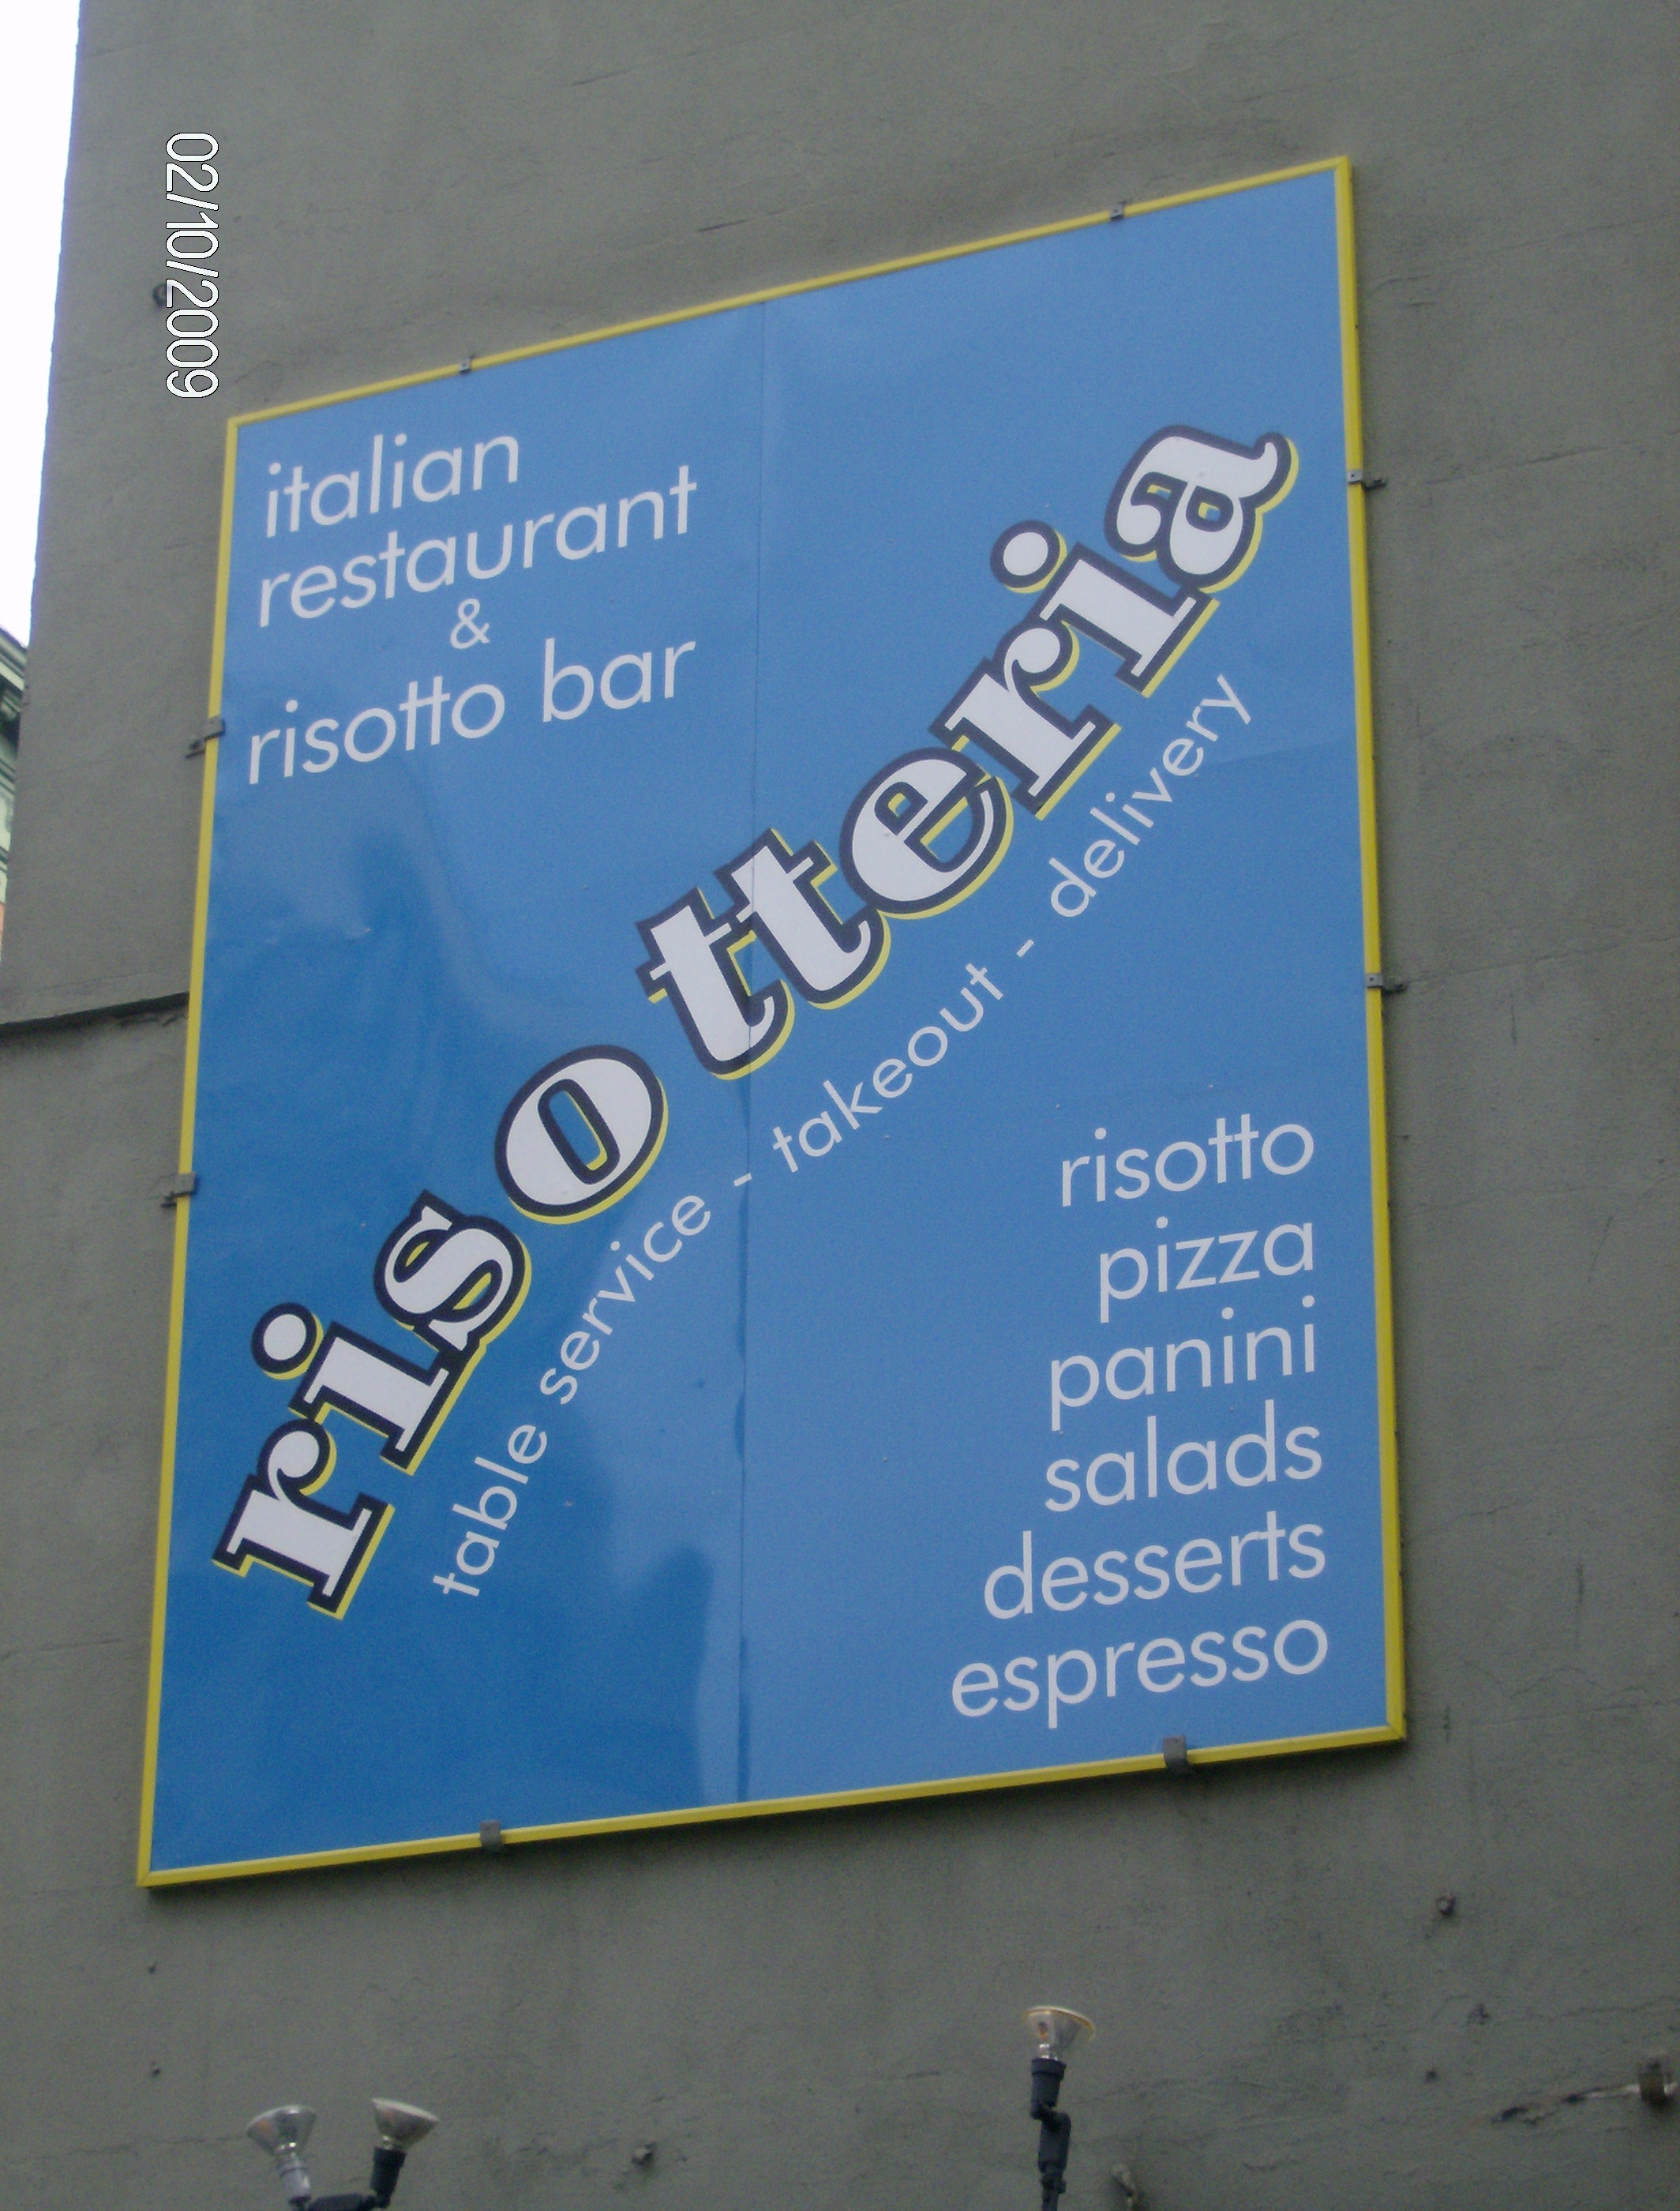 02/10/2009
italian
restaurant
&
risotto bar
risotteria
table service - takeout - delivery
risotto
pizza
panini
salads
desserts
espresso